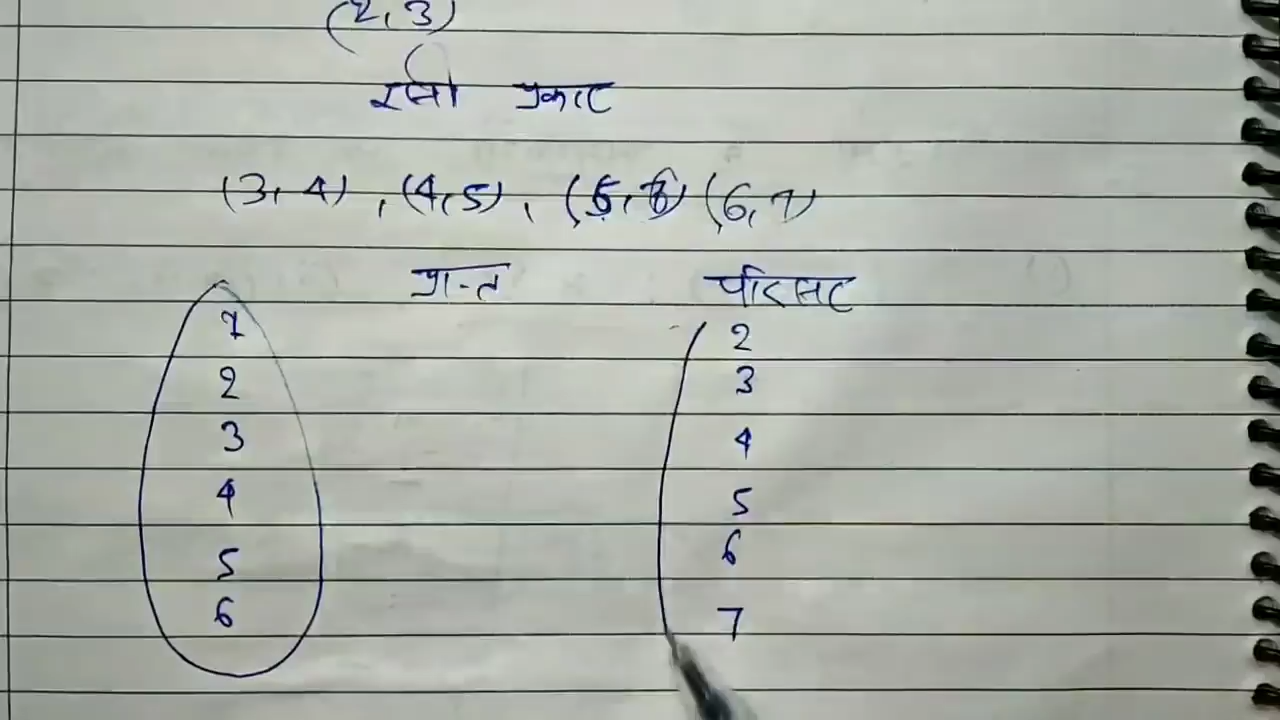 (2,3)
इसी प्रकार
(3,4), (4,5), (5,6) (6,7)
प्रान्त परिसर
1 2
2 3
3 4
4 5
5 6
6 7